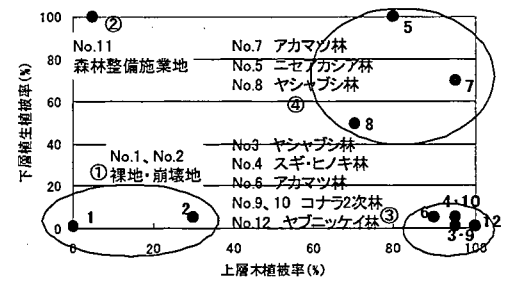 下層植生植被率(%)
100
80
60
40
20
0
②
No.11
森林整備施業地
No.7 アカマツ林
No.5 ニセアカシア林
No.8 ヤシャブシ林
④
5
7
8
No3 ヤシャブシ林
No.4 スギ・ヒノキ林
No.6 アカマツ林
No.9、10 コナラ2次林
No.12 ヤブニッケイ林
③
①
No.1、No.2
裸地・崩壊地
1
2
6
4・10
12
3・9
0
20
40
60
80
100
上層木植被率(%)